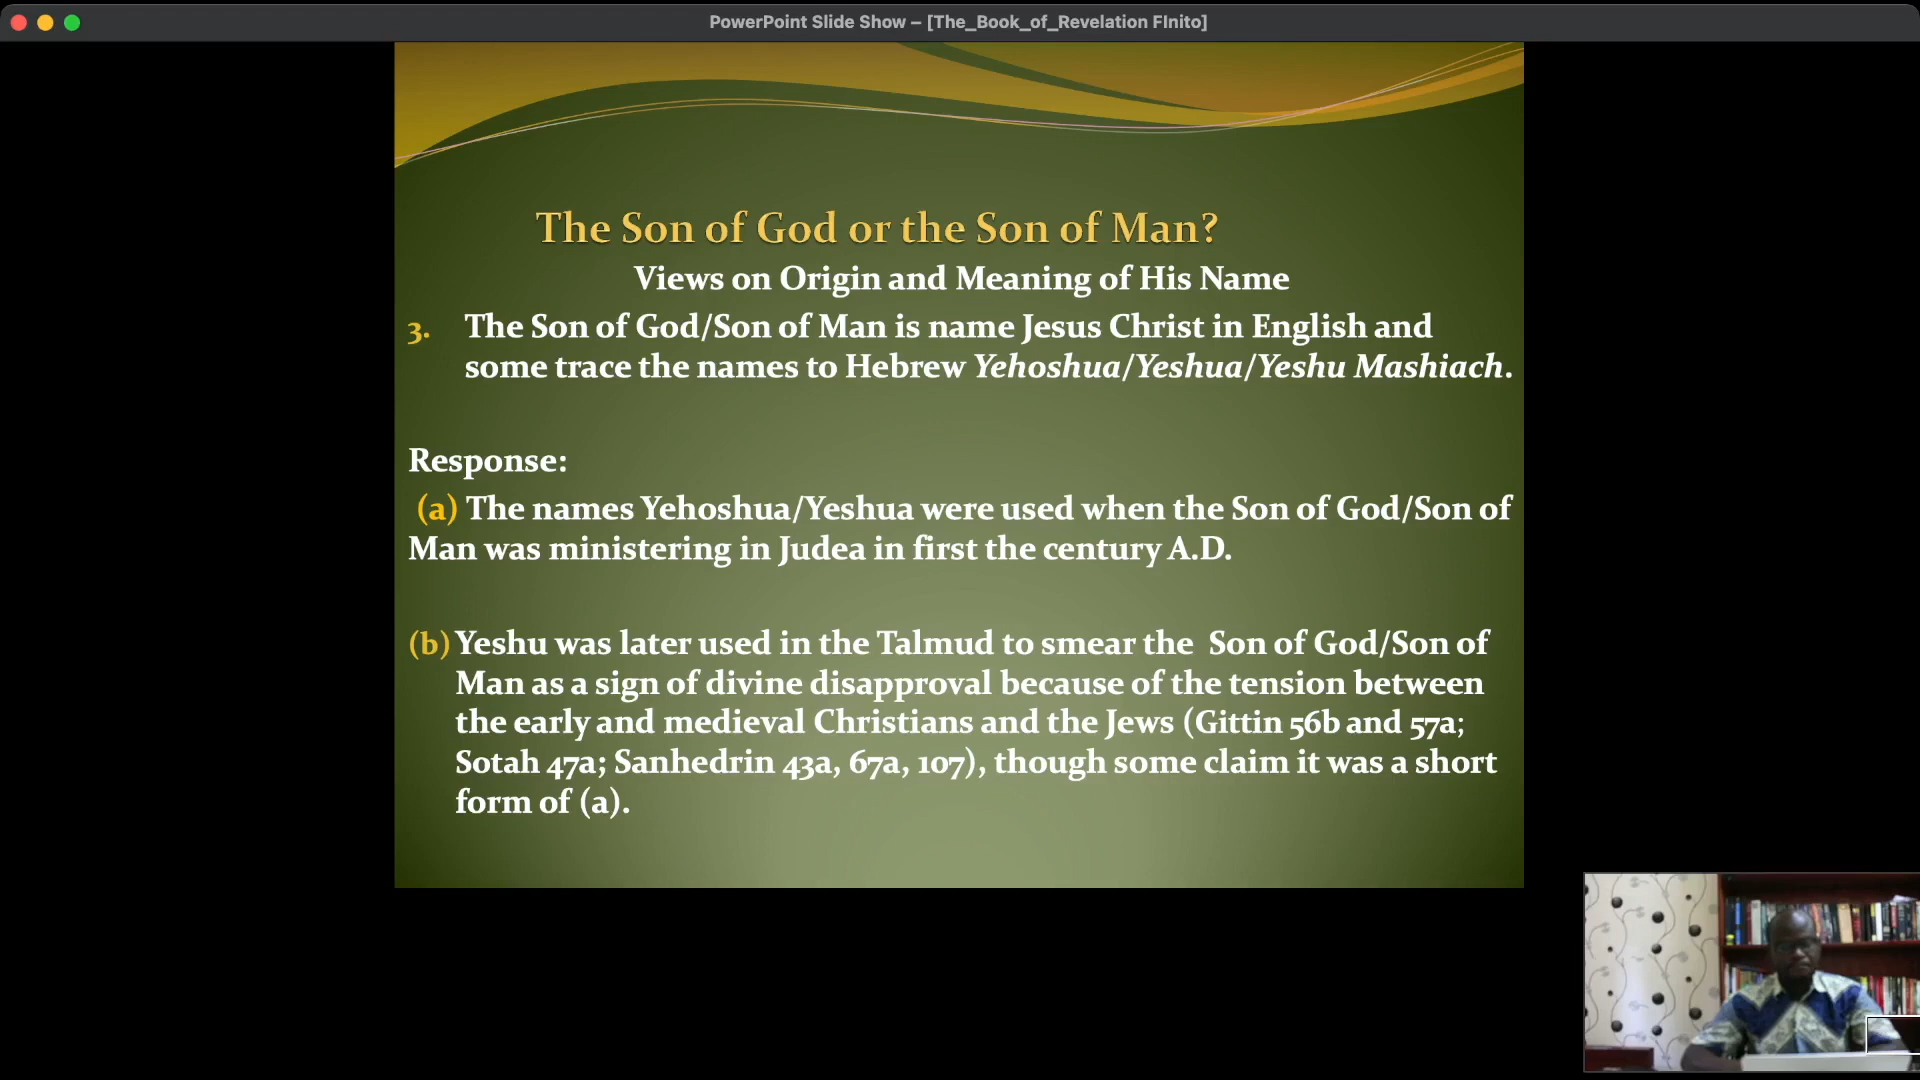 PowerPoint Slide Show – [The_Book_of_Revelation FInito]
The Son of God or the Son of Man?
Views on Origin and Meaning of His Name
3. The Son of God/Son of Man is name Jesus Christ in English and
some trace the names to Hebrew Yehoshua/Yeshua/Yeshu Mashiach.
Response:
(a) The names Yehoshua/Yeshua were used when the Son of God/Son of
Man was ministering in Judea in first the century A.D.
(b) Yeshu was later used in the Talmud to smear the Son of God/Son of
Man as a sign of divine disapproval because of the tension between
the early and medieval Christians and the Jews (Gittin 56b and 57a;
Sotah 47a; Sanhedrin 43a, 67a, 107), though some claim it was a short
form of (a).